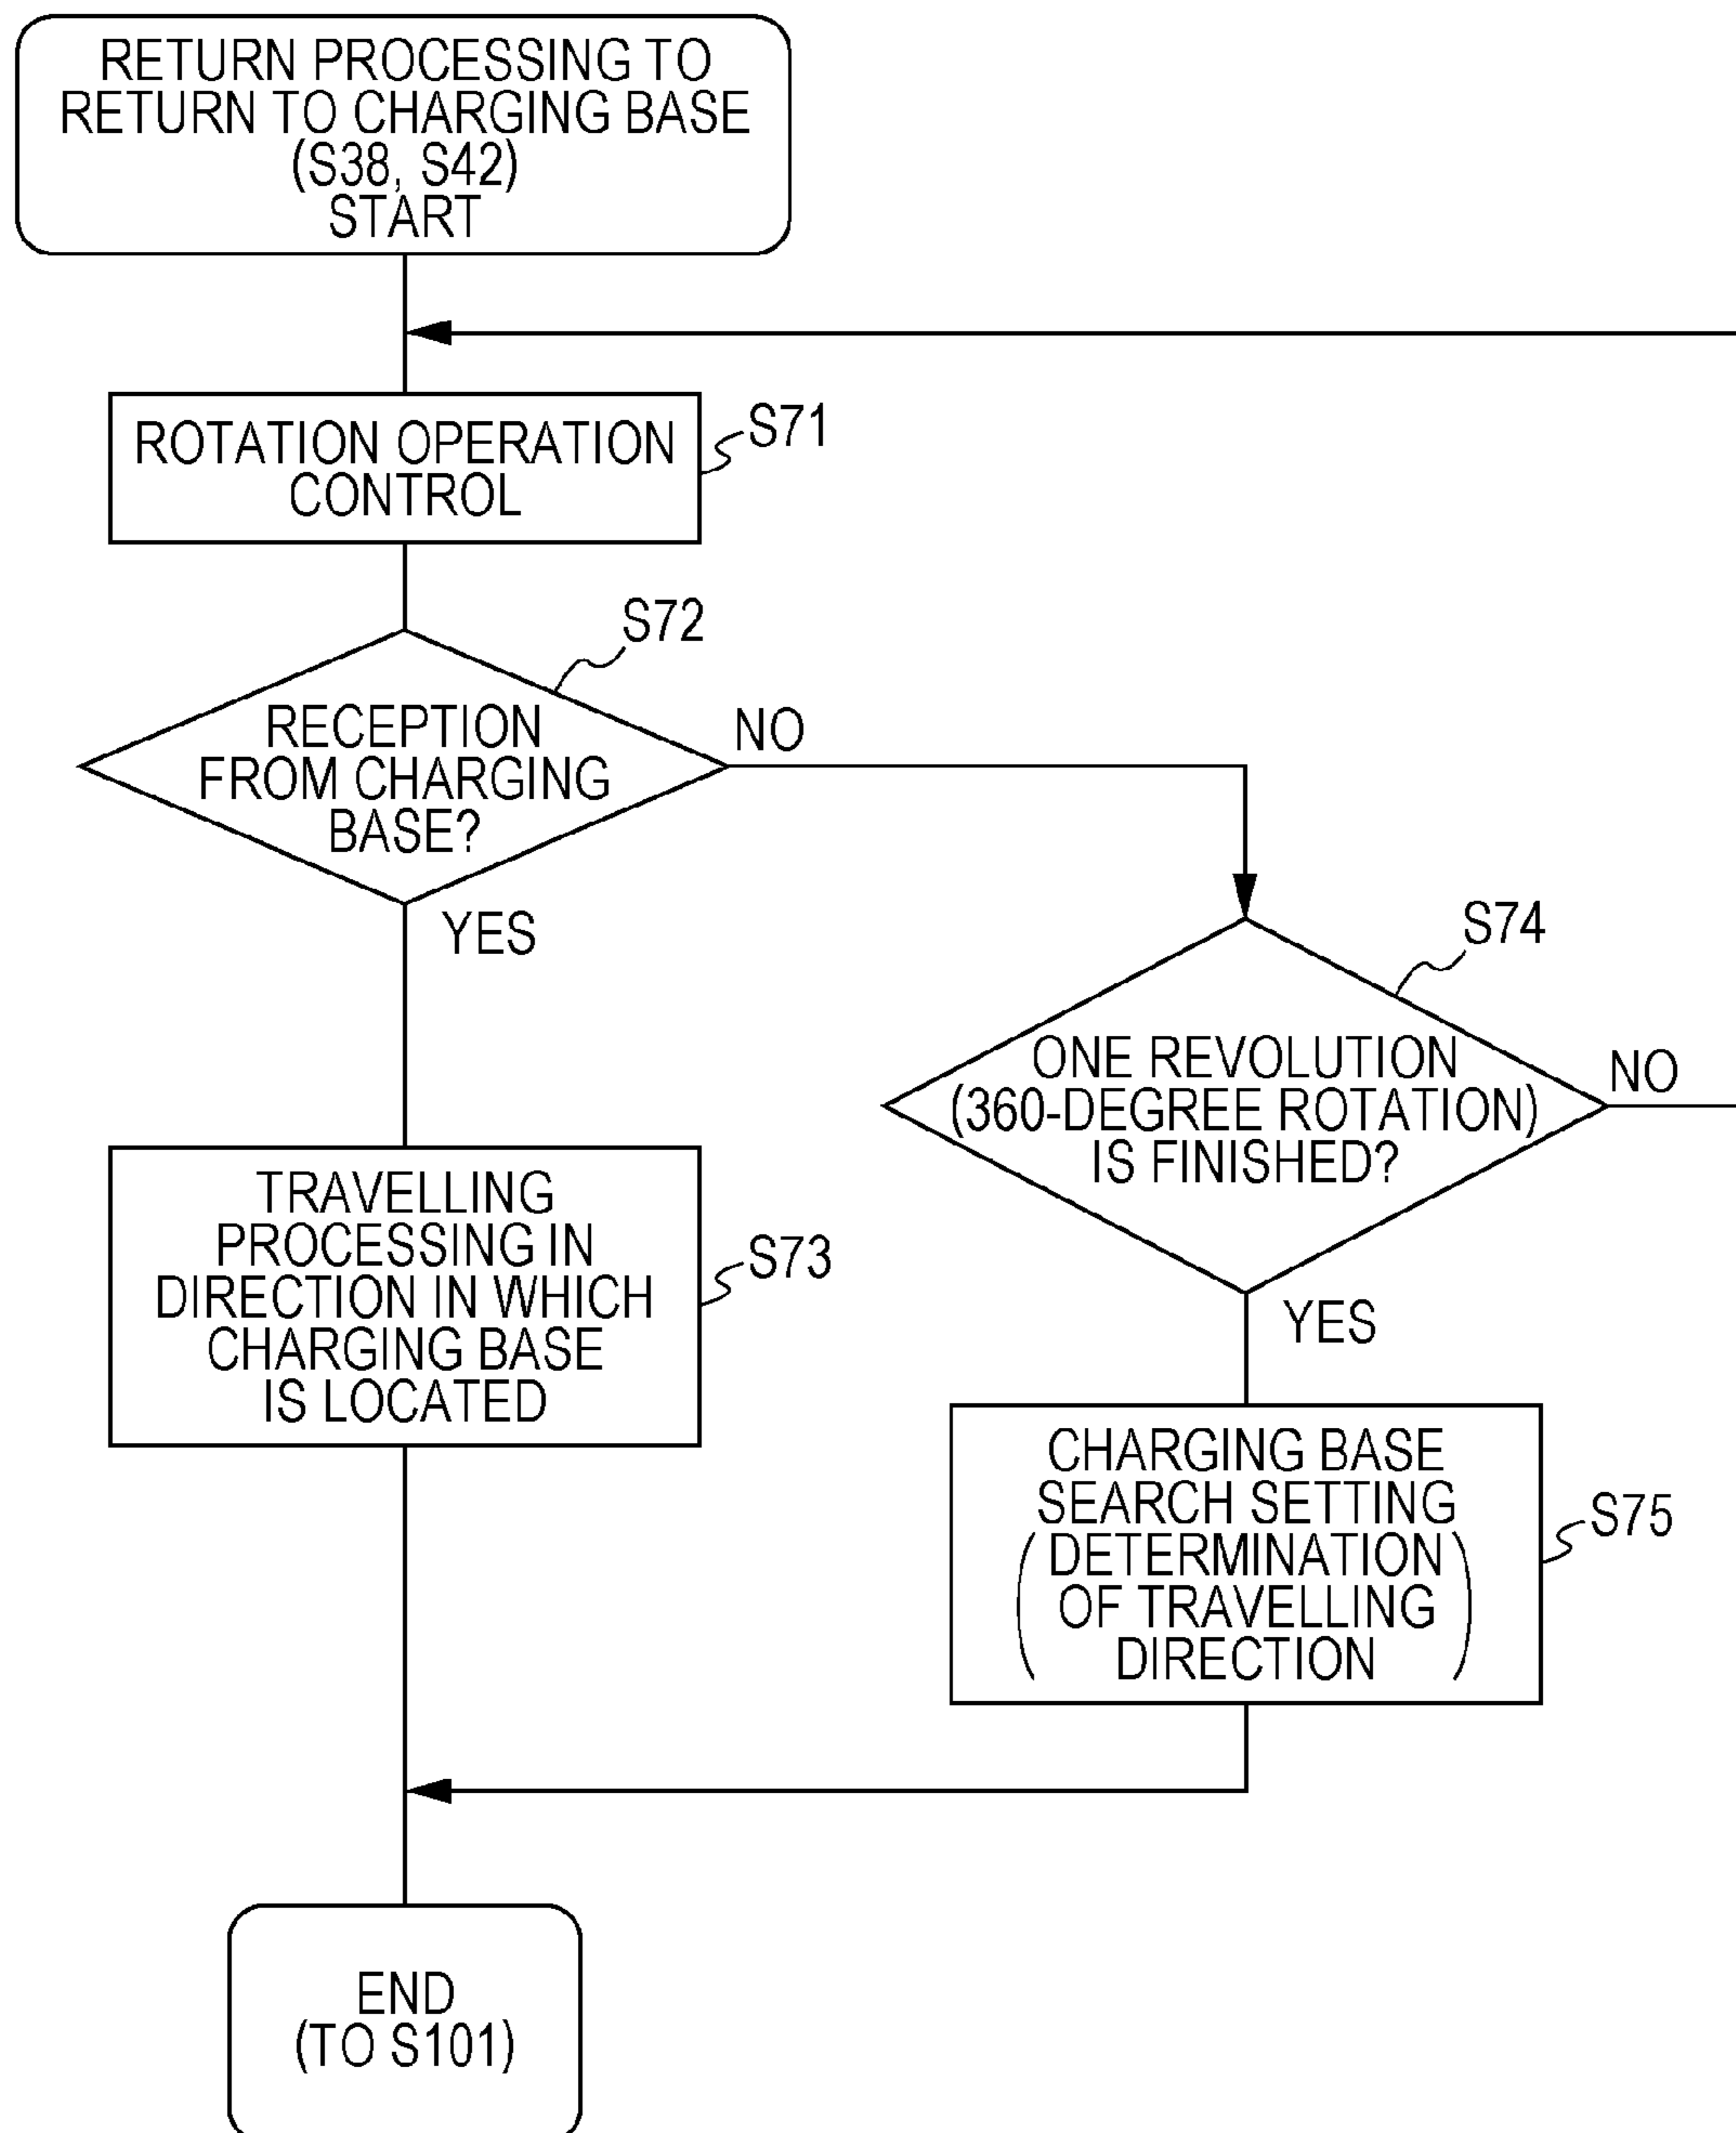 RETURN PROCESSING TO
RETURN TO CHARGING BASE
(S38, S42)
START
ROTATION OPERATION
CONTROL
S71
S72
RECEPTION
FROM CHARGING
BASE?
NO
YES
S74
ONE REVOLUTION
(360-DEGREE ROTATION)
IS FINISHED?
NO
YES
TRAVELLING
PROCESSING IN
DIRECTION IN WHICH
CHARGING BASE
IS LOCATED
S73
CHARGING BASE
SEARCH SETTING
(DETERMINATION
OF TRAVELLING
DIRECTION)
S75
END
(TO S101)